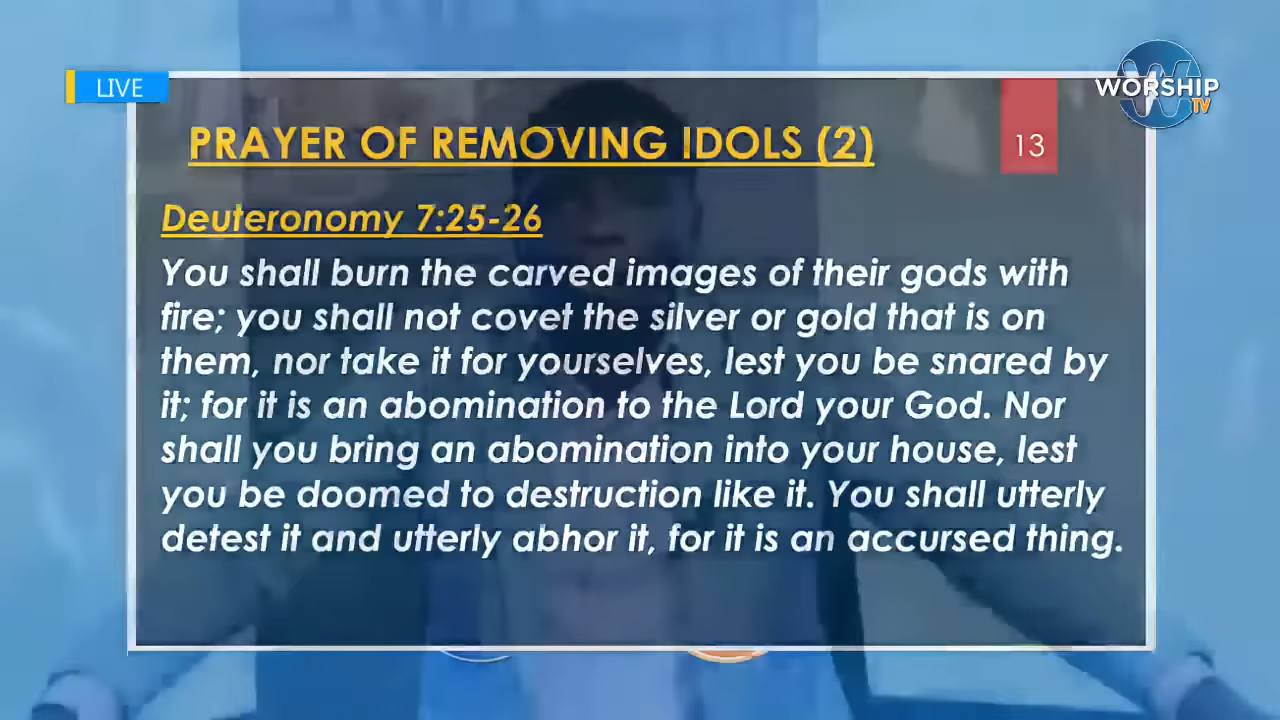 LIVE
WORSHIP
TV
PRAYER OF REMOVING IDOLS (2)
13
Deuteronomy 7:25-26
You shall burn the carved images of their gods with
fire; you shall not covet the silver or gold that is on
them, nor take it for yourselves, lest you be snared by
it; for it is an abomination to the Lord your God. Nor
shall you bring an abomination into your house, lest
you be doomed to destruction like it. You shall utterly
detest it and utterly abhor it, for it is an accursed thing.